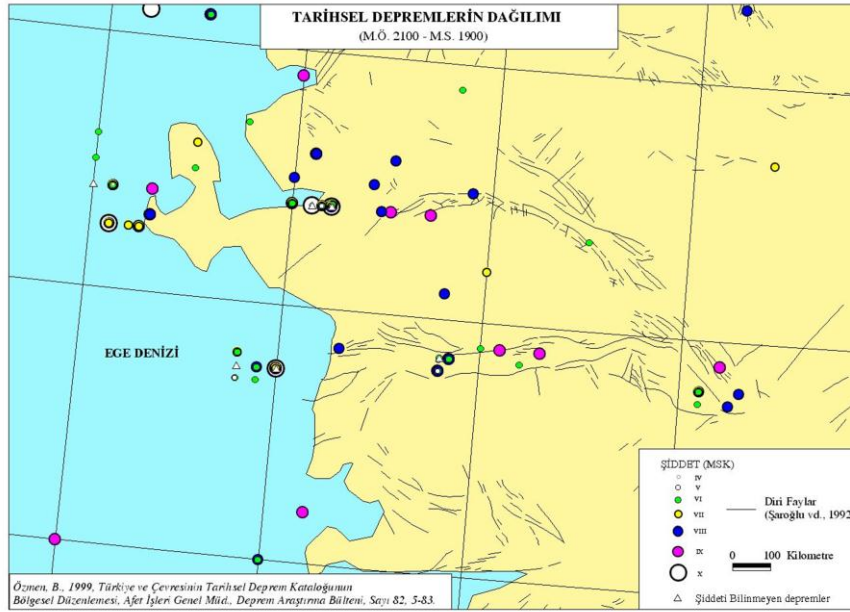 TARİHSEL DEPREMLERİN DAĞILIMI
(M.Ö. 2100 - M.S. 1900)
EGE DENİZİ
ŞİDDET (MSK)
IV
V
VI
VII
VIII
IX
X
Diri Faylar
(Şaroğlu vd., 1992
0 100 Kilometre
Şiddeti Bilinmeyen depremler
Özmen, B., 1999, Türkiye ve Çevresinin Tarihsel Deprem Kataloğunun
Bölgesel Düzenlemesi, Afet İşleri Genel Müd., Deprem Araştırma Bülteni, Sayı 82, 5-83.